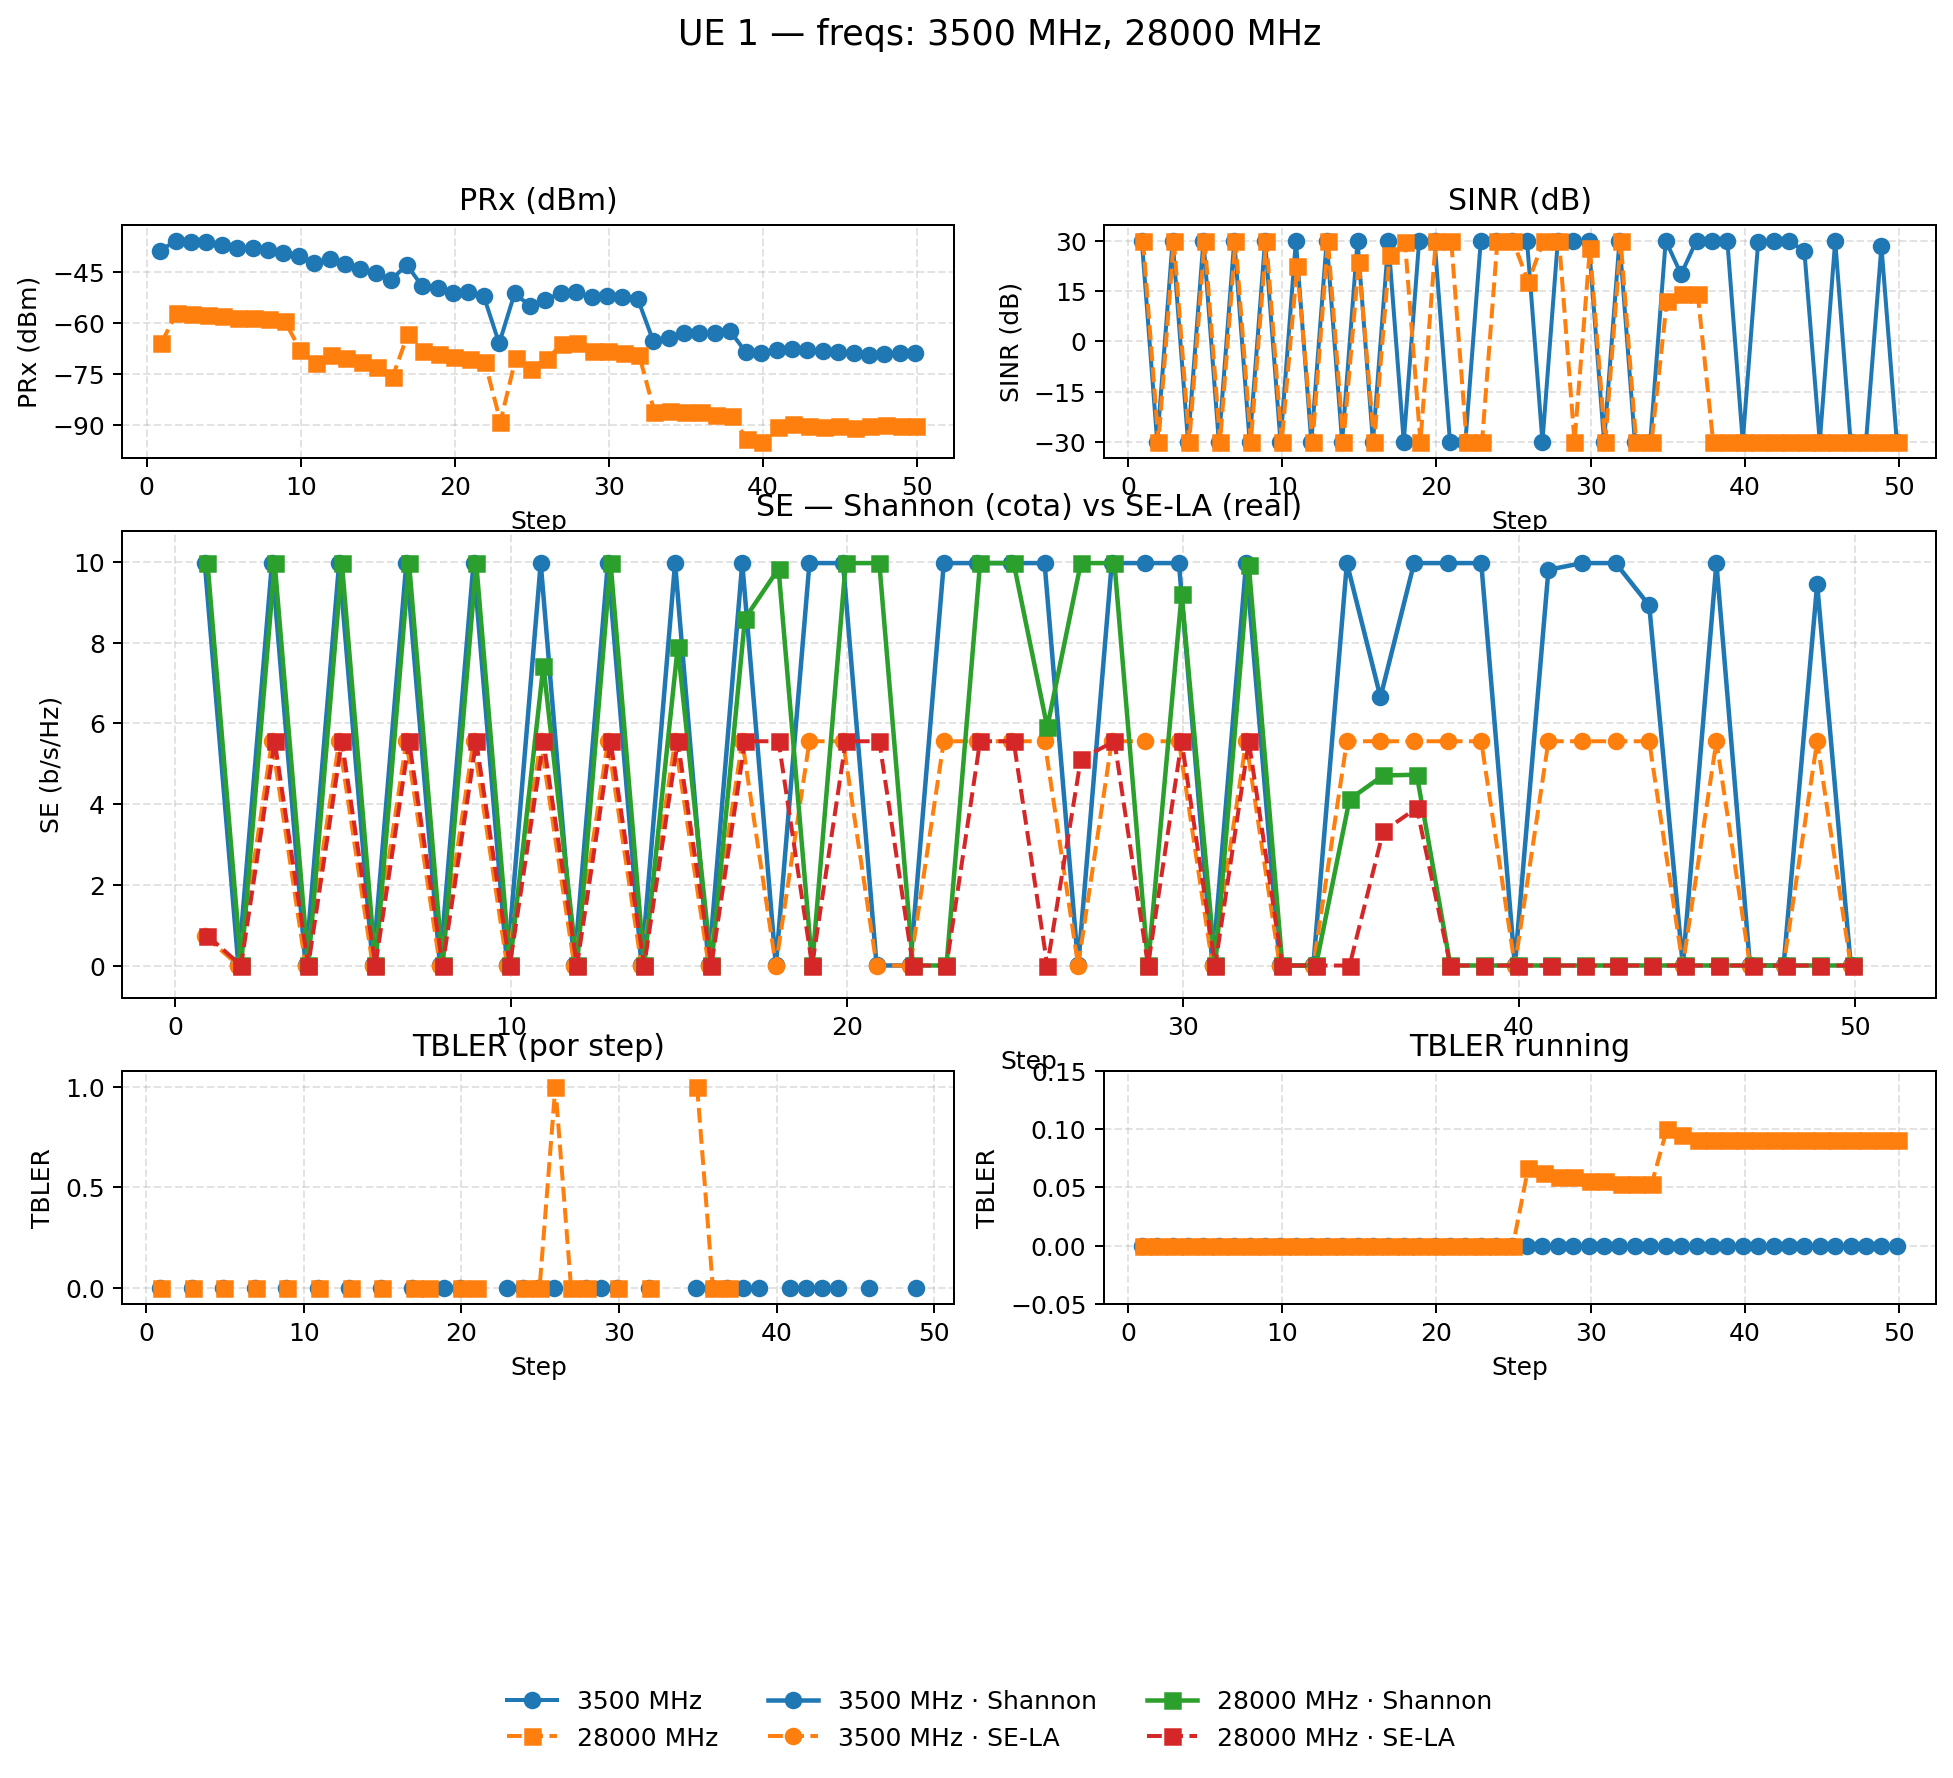 UE 1 — freqs: 3500 MHz, 28000 MHz
PRx (dBm)
PRx (dBm)
−45
−60
−75
−90
0 10 20 30 40 50
Step
SINR (dB)
SINR (dB)
30
15
0
−15
−30
0 10 20 30 40 50
Step
SE — Shannon (cota) vs SE-LA (real)
SE (b/s/Hz)
10
8
6
4
2
0
0 10 20 30 40 50
Step
TBLER (por step)
TBLER
1.0
0.5
0.0
0 10 20 30 40 50
Step
TBLER running
TBLER
0.15
0.10
0.05
0.00
−0.05
0 10 20 30 40 50
Step
3500 MHz
28000 MHz
3500 MHz · Shannon
3500 MHz · SE-LA
28000 MHz · Shannon
28000 MHz · SE-LA